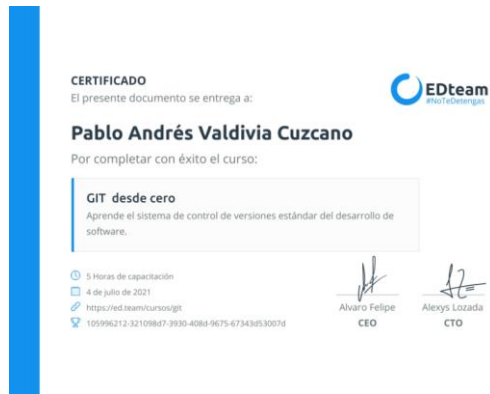 CERTIFICADO
El presente documento se entrega a:
EDteam
#NoTeDetengas
Pablo Andrés Valdivia Cuzcano
Por completar con éxito el curso:
GIT desde cero
Aprende el sistema de control de versiones estándar del desarrollo de
software.
5 Horas de capacitación
4 de julio de 2021
https://ed.team/cursos/git
105996212-321098d7-3930-408d-9675-67343d53007d
Alvaro Felipe
CEO
Alexys Lozada
CTO